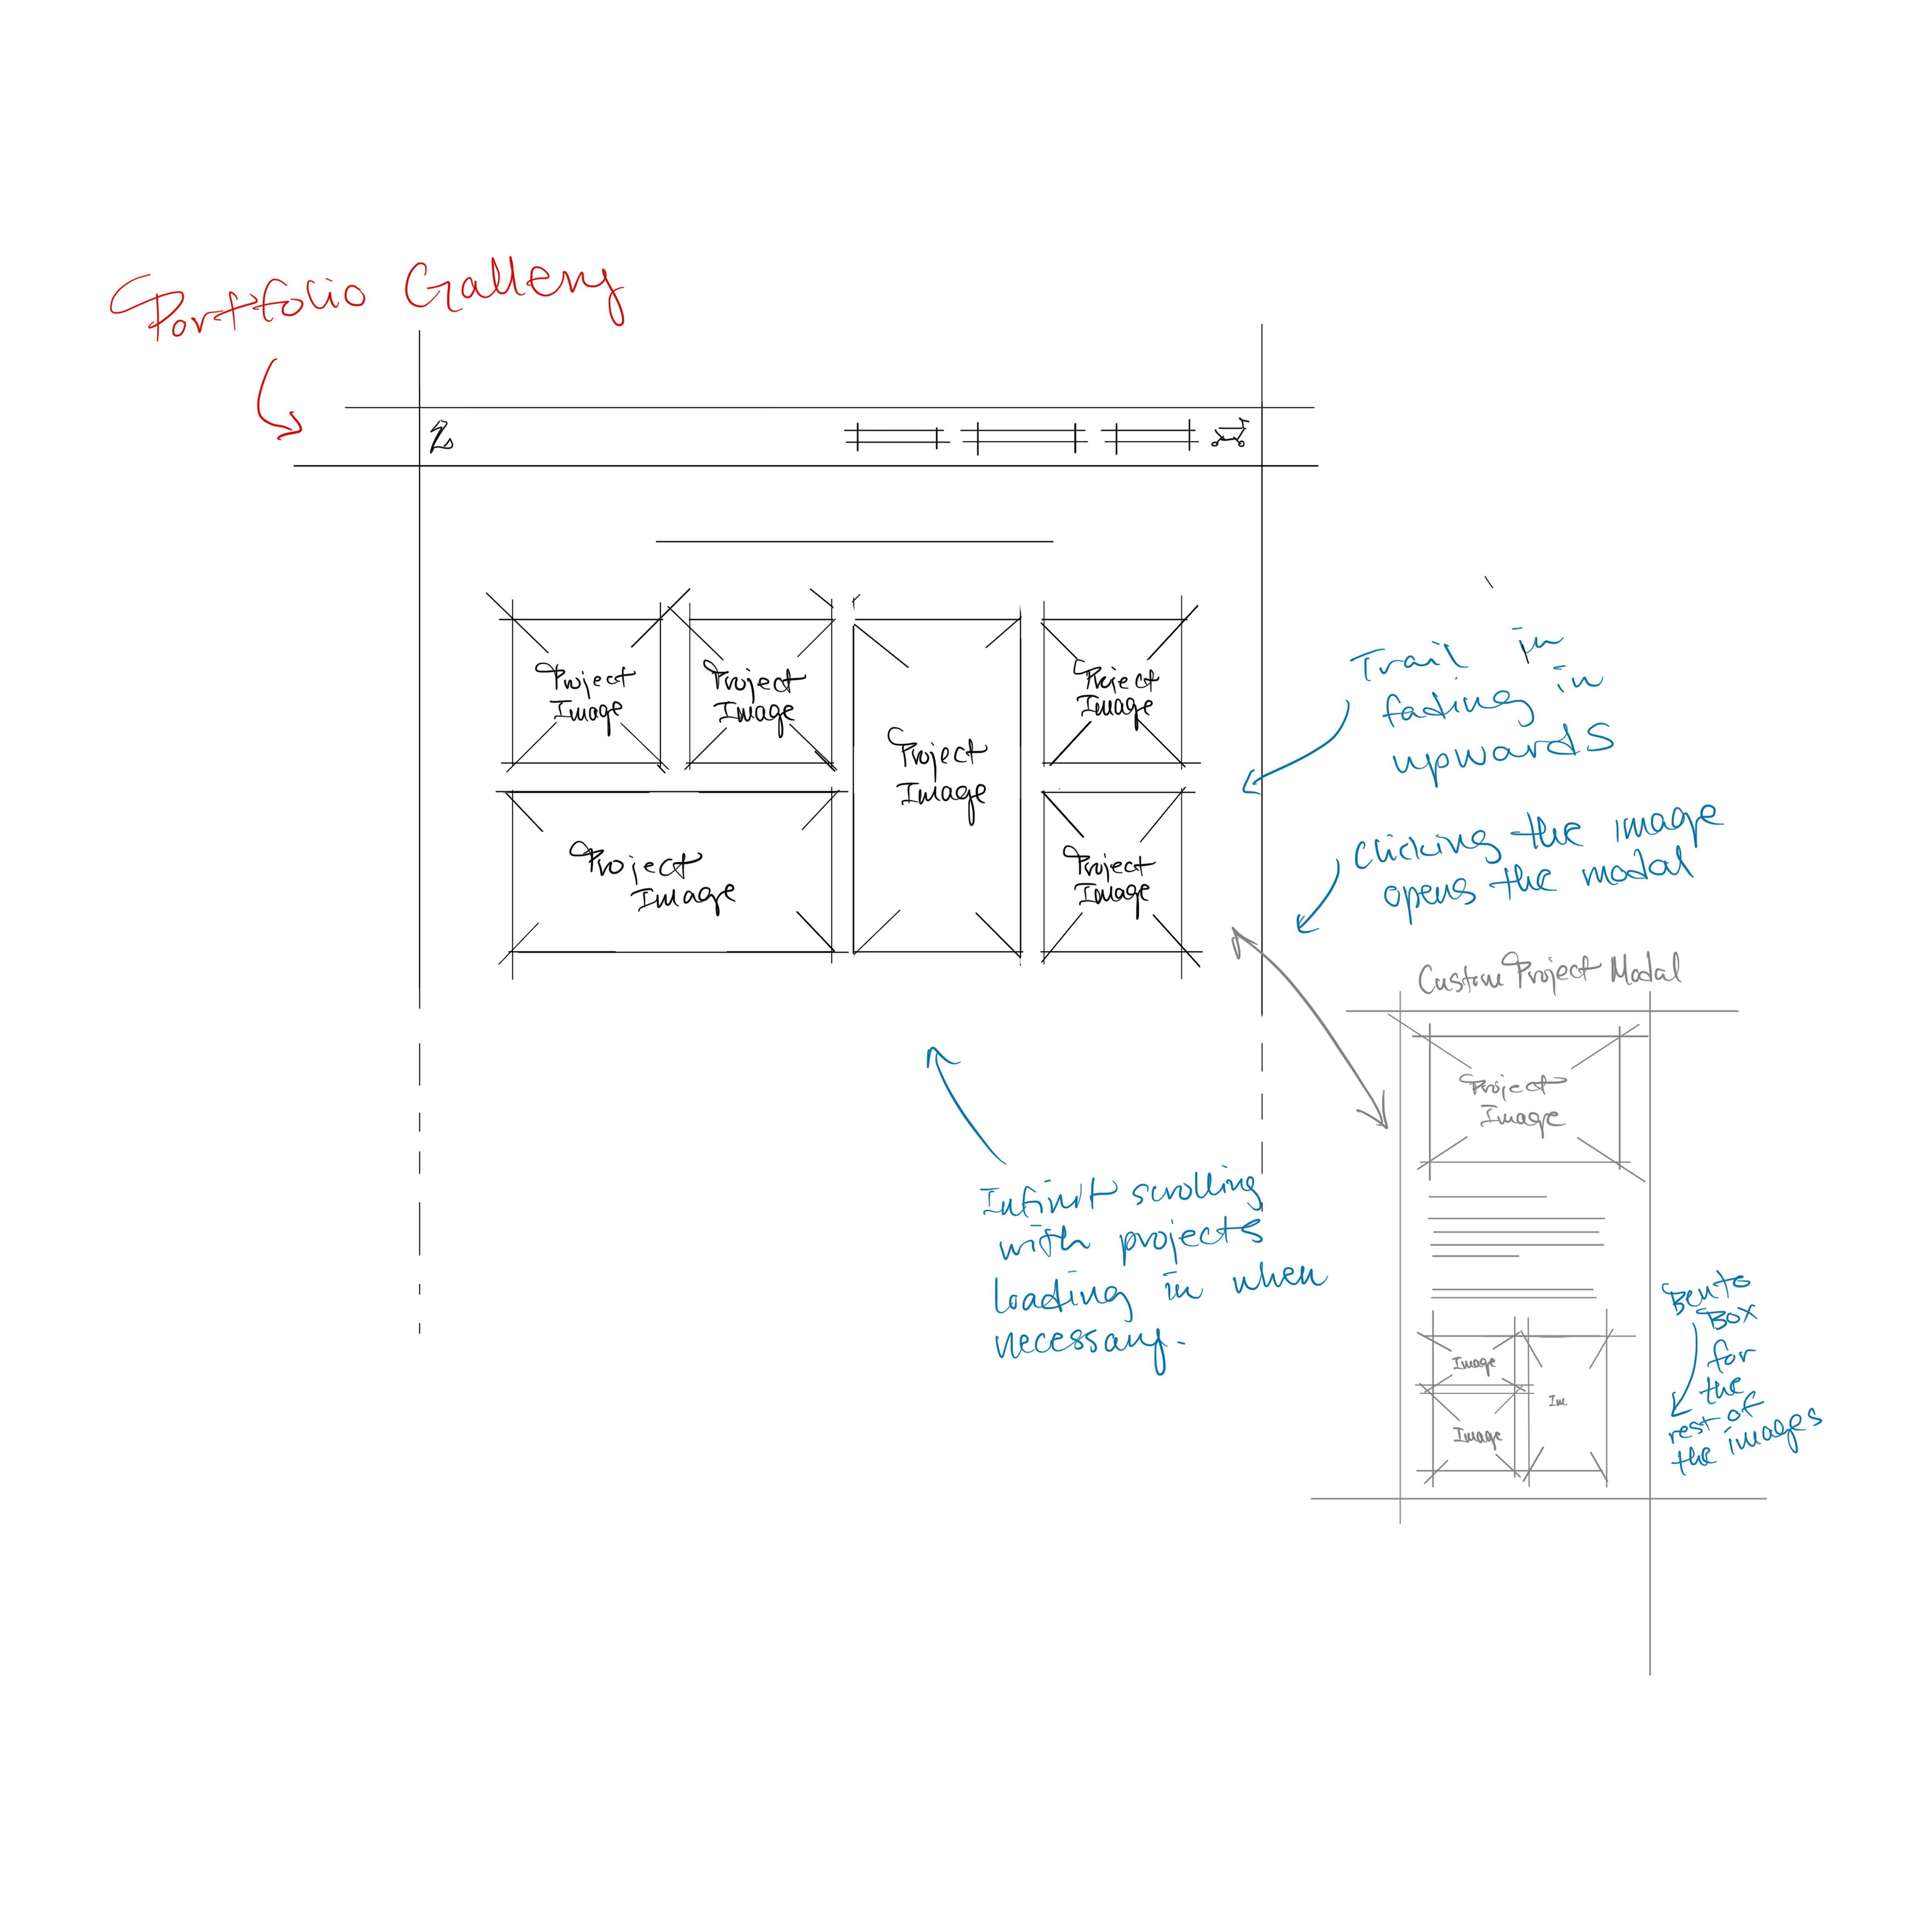 Portfolio Gallery
Project
Image
Project
Image
Project
Image
Project
Image
Project
Image
Project
Image
Trail in
fading in
upwards
clicking the image
opens the modal
Custom Project Modal
Project
Image
Infinit scrolling
with projects
loading in when
necessary.
Image
Image
Im
Bento
Box
for
the
rest of
the images